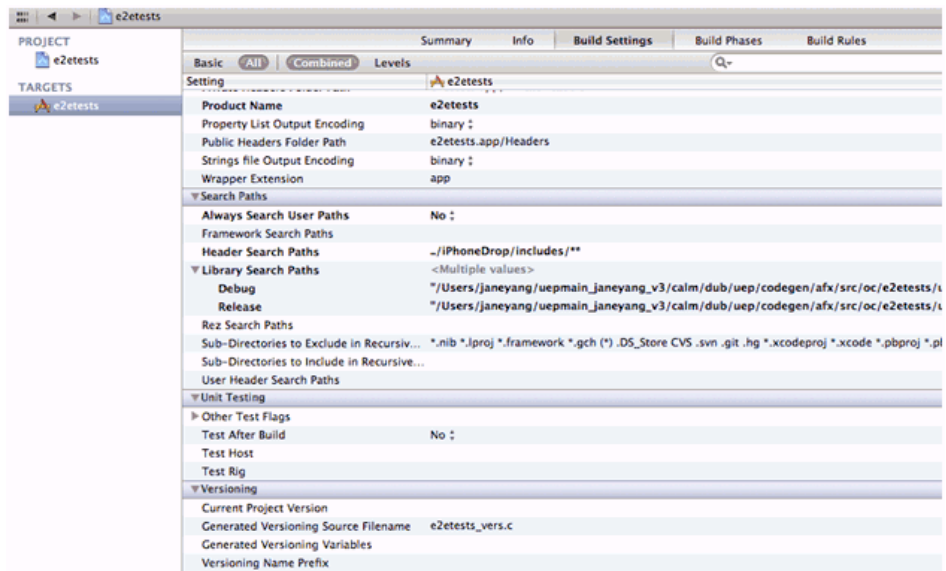 e2etests
PROJECT
e2etests
TARGETS
e2etests
Summary Info Build Settings Build Phases Build Rules
Basic All Combined Levels
Setting e2etests
Product Name e2etests
Property List Output Encoding binary
Public Headers Folder Path e2etests.app/Headers
Strings file Output Encoding binary
Wrapper Extension app
Search Paths
Always Search User Paths No
Framework Search Paths
Header Search Paths ../iPhoneDrop/includes/**
Library Search Paths <Multiple values>
Debug "/Users/janeyang/uepmain_janeyang_v3/calm/dub/uep/codegen/afx/src/oc/e2etests/u
Release "/Users/janeyang/uepmain_janeyang_v3/calm/dub/uep/codegen/afx/src/oc/e2etests/u
Rez Search Paths
Sub-Directories to Exclude in Recursiv... *.nib *.lproj *.framework *.gch (*) .DS_Store CVS .svn .git .hg *.xcodeproj *.xcode *.pbproj *.pl
Sub-Directories to Include in Recursive...
User Header Search Paths
Unit Testing
Other Test Flags
Test After Build No
Test Host
Test Rig
Versioning
Current Project Version
Generated Versioning Source Filename e2etests_vers.c
Generated Versioning Variables
Versioning Name Prefix